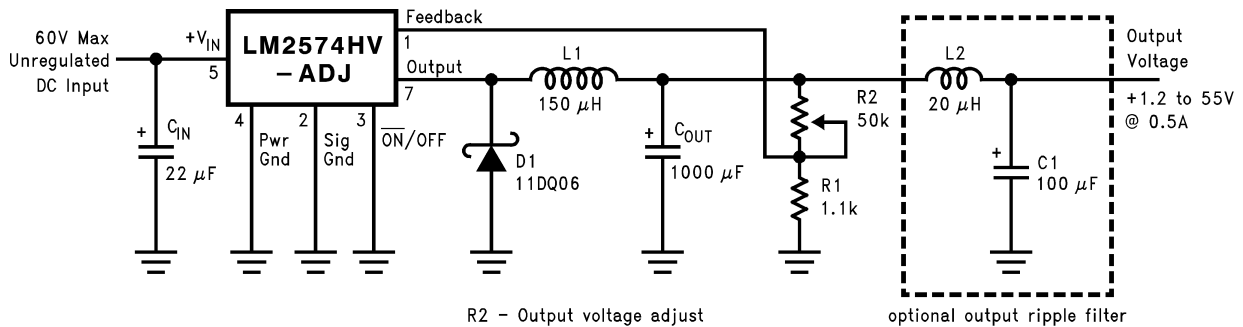 60V Max
Unregulated
DC Input
+VIN
5
LM2574HV
–ADJ
Feedback
1
Output
7
4
Pwr
Gnd
2
Sig
Gnd
3
ON/OFF
+
CIN
22 μF
D1
11DQ06
L1
150 μH
+
COUT
1000 μF
R2
50k
R1
1.1k
L2
20 μH
+
C1
100 μF
Output
Voltage
+1.2 to 55V
@ 0.5A
R2 – Output voltage adjust
optional output ripple filter